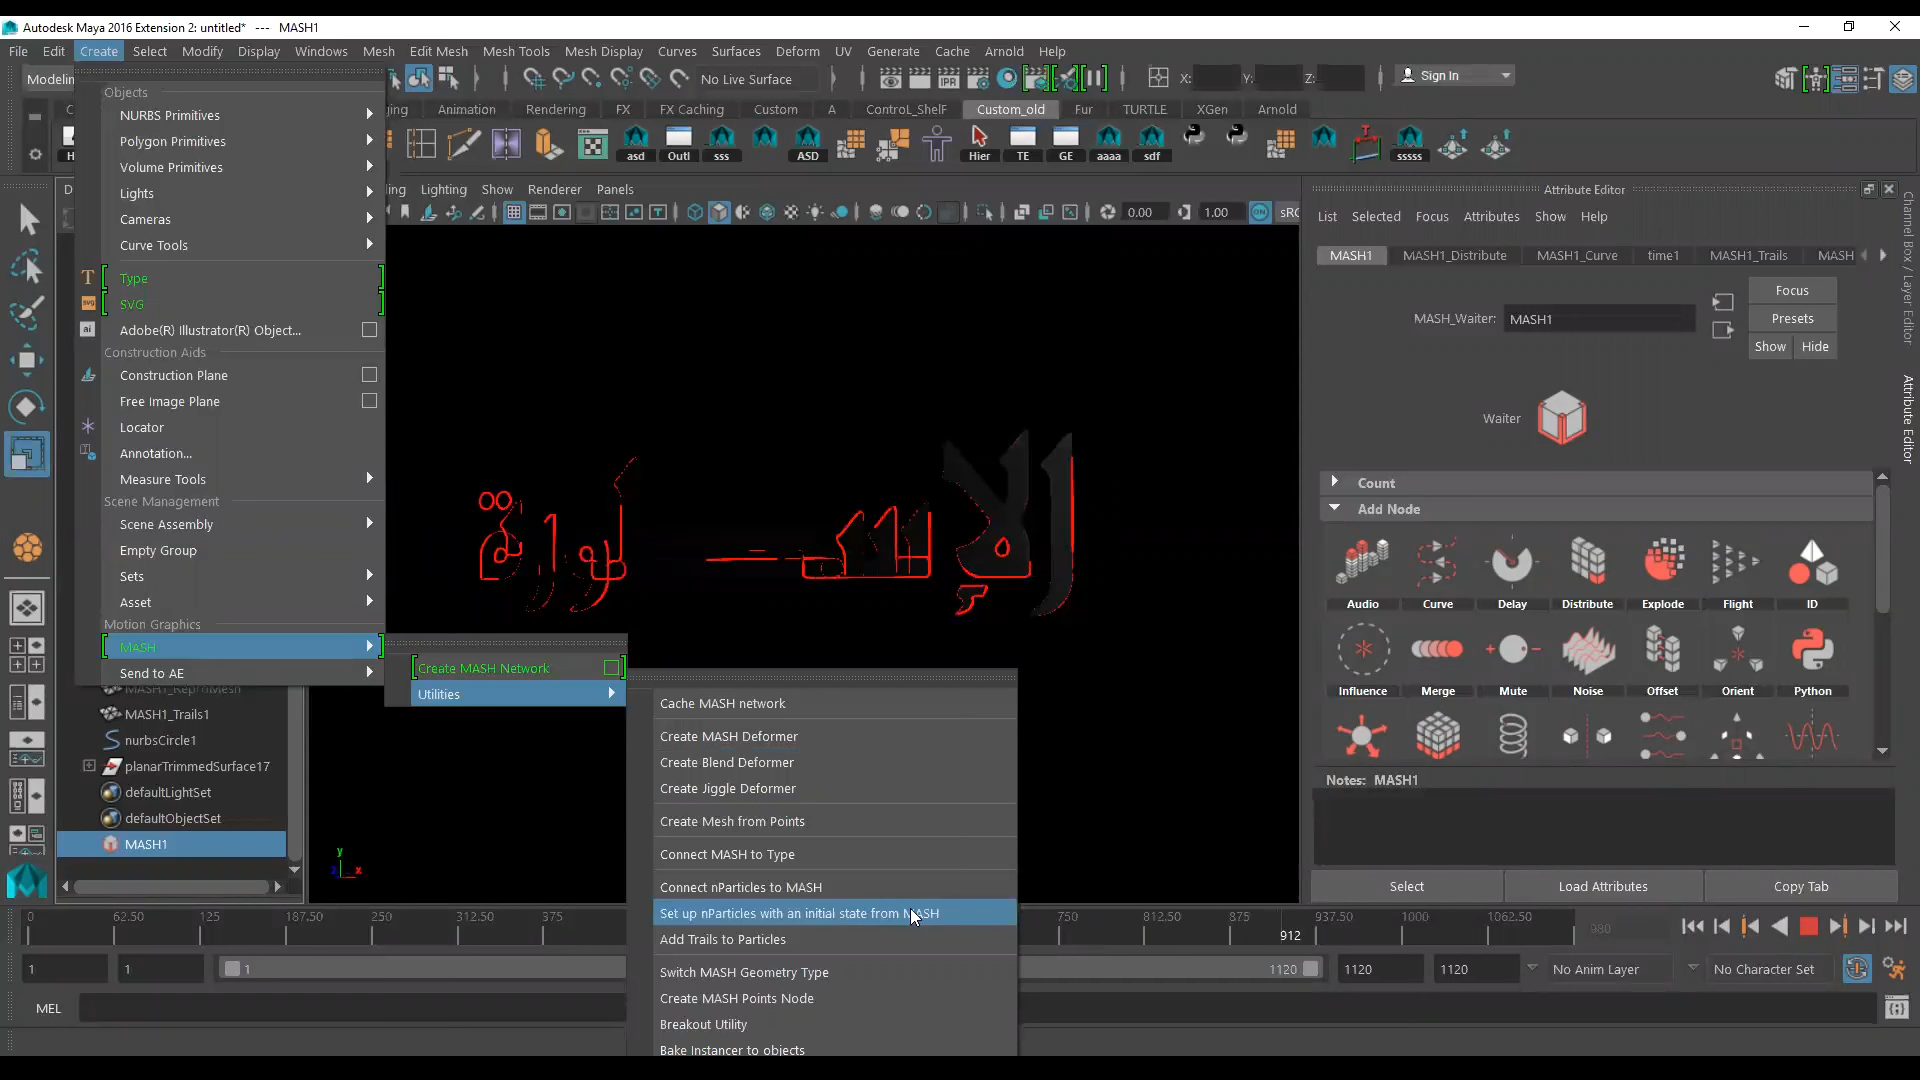 Autodesk Maya 2016 Extension 2: untitled* --- MASH1
File Edit Create Select Modify Display Windows Mesh Edit Mesh Mesh Tools Mesh Display Curves Surfaces Deform UV Generate Cache Arnold Help
No Live Surface X: Y: Z: Sign In
Animation Rendering FX FX Caching Custom A ControL_ShelF Custom_old Fur TURTLE XGen Arnold
asd Outl sss ASD Hier TE GE aaaa sdf sssss
Lighting Show Renderer Panels
0.00 1.00
Objects
NURBS Primitives
Polygon Primitives
Volume Primitives
Lights
Cameras
Curve Tools
Type
SVG
Adobe(R) Illustrator(R) Object...
Construction Aids
Construction Plane
Free Image Plane
Locator
Annotation...
Measure Tools
Scene Management
Scene Assembly
Empty Group
Sets
Asset
Motion Graphics
MASH
Send to AE
Create MASH Network
Utilities
Cache MASH network
Create MASH Deformer
Create Blend Deformer
Create Jiggle Deformer
Create Mesh from Points
Connect MASH to Type
Connect nParticles to MASH
Set up nParticles with an initial state from MASH
Add Trails to Particles
Switch MASH Geometry Type
Create MASH Points Node
Breakout Utility
Bake Instancer to objects
MASH1_ReproMesh
MASH1_Trails1
nurbsCircle1
planarTrimmedSurface17
defaultLightSet
defaultObjectSet
MASH1
y
z x
Attribute Editor
List Selected Focus Attributes Show Help
MASH1 MASH1_Distribute MASH1_Curve time1 MASH1_Trails MASH
MASH_Waiter: MASH1
Focus
Presets
Show Hide
Waiter
Count
Add Node
Audio Curve Delay Distribute Explode Flight ID
Influence Merge Mute Noise Offset Orient Python
Notes: MASH1
Select Load Attributes Copy Tab
Channel Box / Layer Editor
Attribute Editor
0 62.50 125 187.50 250 312.50 375 750 812.50 875 937.50 1000 1062.50
912 980
1 1 1 1120 1120 1120 No Anim Layer No Character Set
MEL